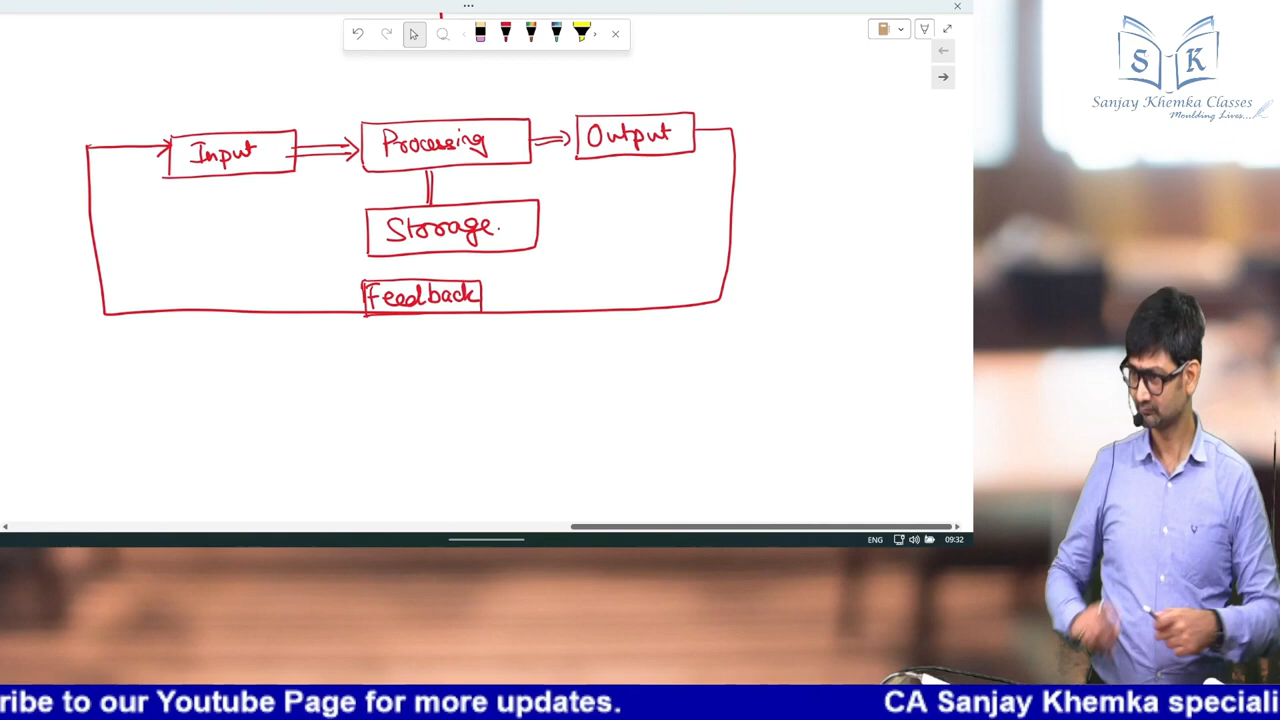 S K
Sanjay Khemka Classes
Moulding Lives...
Input
Processing
Output
Storage.
Feedback
ENG
09:32
ribe to our Youtube Page for more updates.
CA Sanjay Khemka speciali